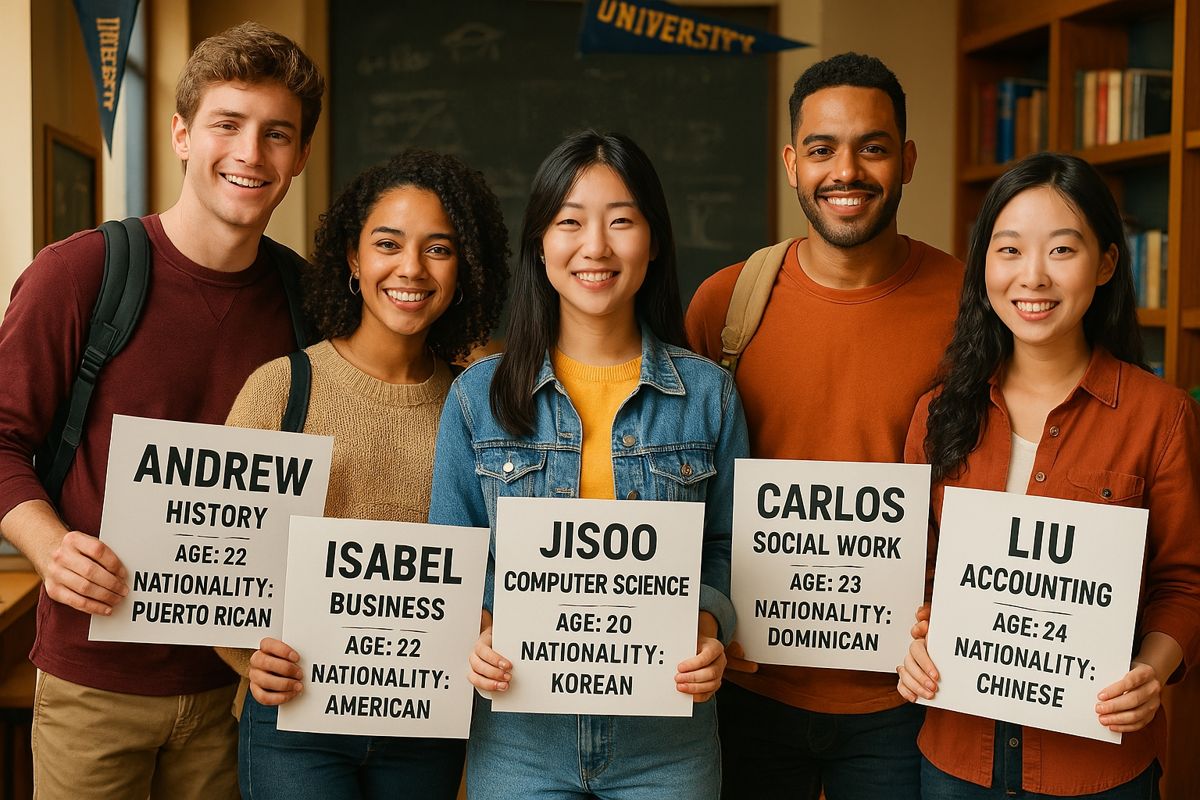 UNIVERSITY
ANDREW
HISTORY
AGE: 22
NATIONALITY:
PUERTO RICAN
ISABEL
BUSINESS
AGE: 22
NATIONALITY:
AMERICAN
JISOO
COMPUTER SCIENCE
AGE: 20
NATIONALITY:
KOREAN
CARLOS
SOCIAL WORK
AGE: 23
NATIONALITY:
DOMINICAN
LIU
ACCOUNTING
AGE: 24
NATIONALITY:
CHINESE